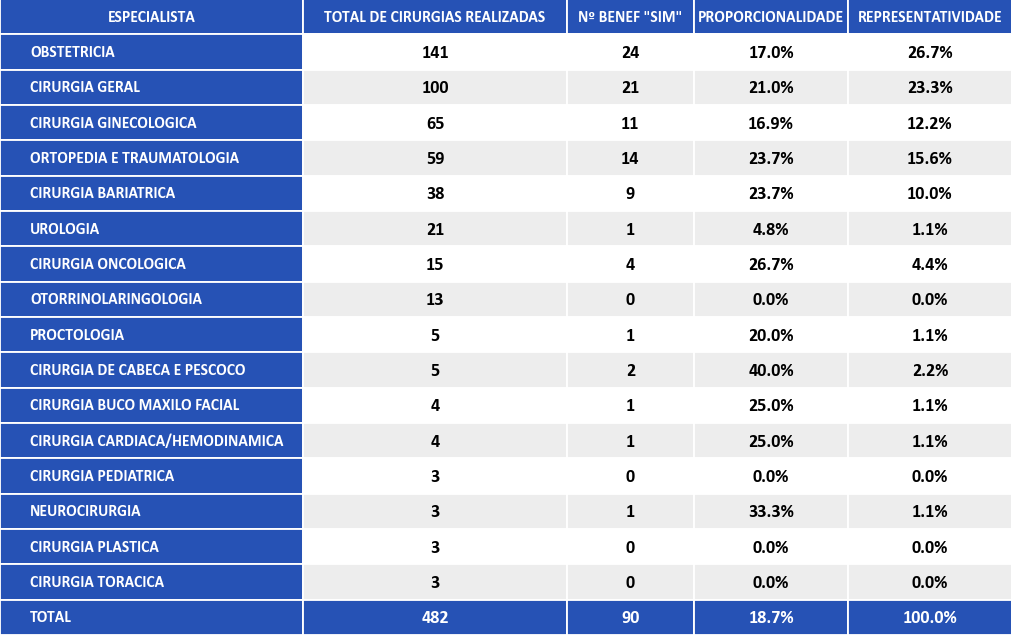 ESPECIALISTA TOTAL DE CIRURGIAS REALIZADAS Nº BENEF "SIM" PROPORCIONALIDADE REPRESENTATIVIDADE
OBSTETRICIA 141 24 17.0% 26.7%
CIRURGIA GERAL 100 21 21.0% 23.3%
CIRURGIA GINECOLOGICA 65 11 16.9% 12.2%
ORTOPEDIA E TRAUMATOLOGIA 59 14 23.7% 15.6%
CIRURGIA BARIATRICA 38 9 23.7% 10.0%
UROLOGIA 21 1 4.8% 1.1%
CIRURGIA ONCOLOGICA 15 4 26.7% 4.4%
OTORRINOLARINGOLOGIA 13 0 0.0% 0.0%
PROCTOLOGIA 5 1 20.0% 1.1%
CIRURGIA DE CABECA E PESCOCO 5 2 40.0% 2.2%
CIRURGIA BUCO MAXILO FACIAL 4 1 25.0% 1.1%
CIRURGIA CARDIACA/HEMODINAMICA 4 1 25.0% 1.1%
CIRURGIA PEDIATRICA 3 0 0.0% 0.0%
NEUROCIRURGIA 3 1 33.3% 1.1%
CIRURGIA PLASTICA 3 0 0.0% 0.0%
CIRURGIA TORACICA 3 0 0.0% 0.0%
TOTAL 482 90 18.7% 100.0%